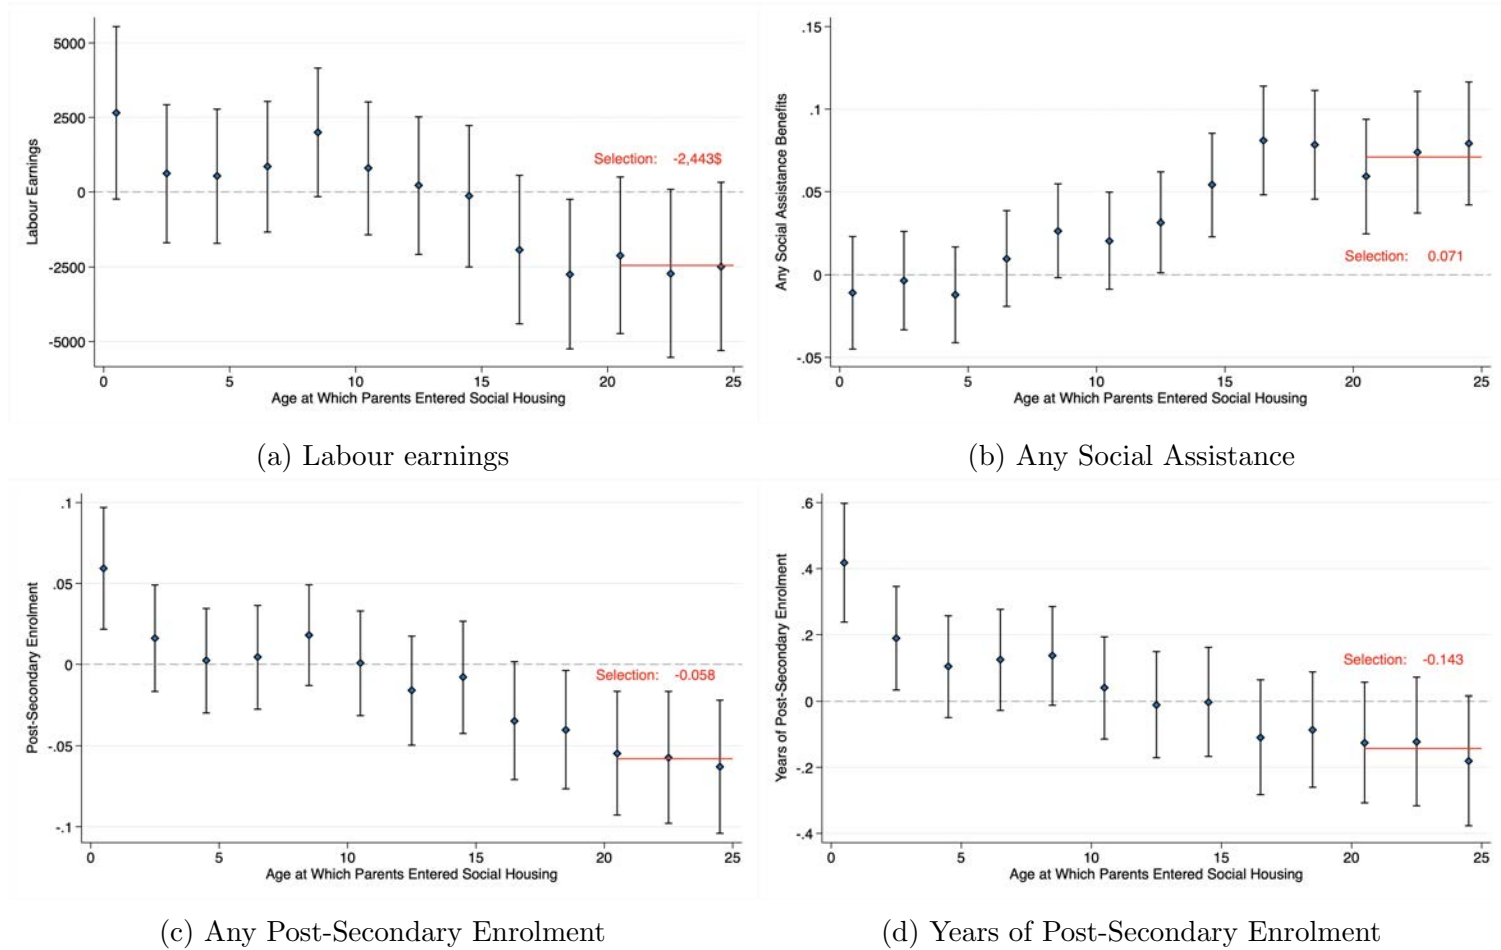 5000
2500
0
-2500
-5000
Labour Earnings
Selection: -2,443$
0 5 10 15 20 25
Age at Which Parents Entered Social Housing
(a) Labour earnings
.15
.1
.05
0
-.05
Any Social Assistance Benefits
Selection: 0.071
0 5 10 15 20 25
Age at Which Parents Entered Social Housing
(b) Any Social Assistance
.1
.05
0
-.05
-.1
Post-Secondary Enrolment
Selection: -0.058
0 5 10 15 20 25
Age at Which Parents Entered Social Housing
(c) Any Post-Secondary Enrolment
.6
.4
.2
0
-.2
-.4
Years of Post-Secondary Enrolment
Selection: -0.143
0 5 10 15 20 25
Age at Which Parents Entered Social Housing
(d) Years of Post-Secondary Enrolment